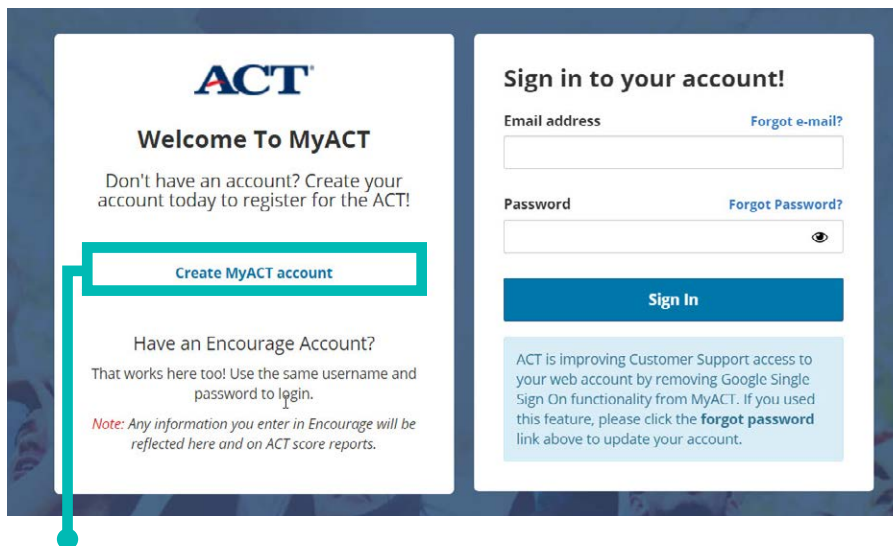 ACT
Welcome To MyACT
Don't have an account? Create your
account today to register for the ACT!
Create MyACT account
Have an Encourage Account?
That works here too! Use the same username and
password to login.
Note: Any information you enter in Encourage will be
reflected here and on ACT score reports.
Sign in to your account!
Email address Forgot e-mail?
Password Forgot Password?
Sign In
ACT is improving Customer Support access to
your web account by removing Google Single
Sign On functionality from MyACT. If you used
this feature, please click the forgot password
link above to update your account.